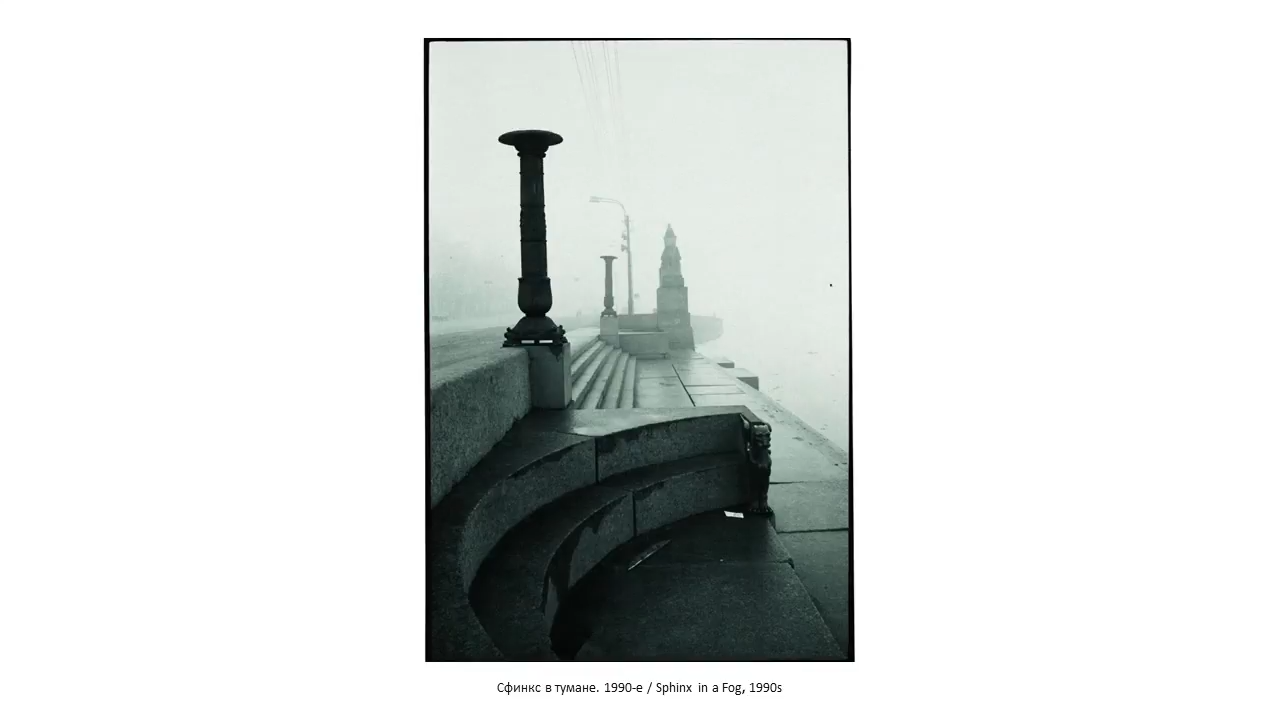 Сфинкс в тумане. 1990-е / Sphinx in a Fog, 1990s